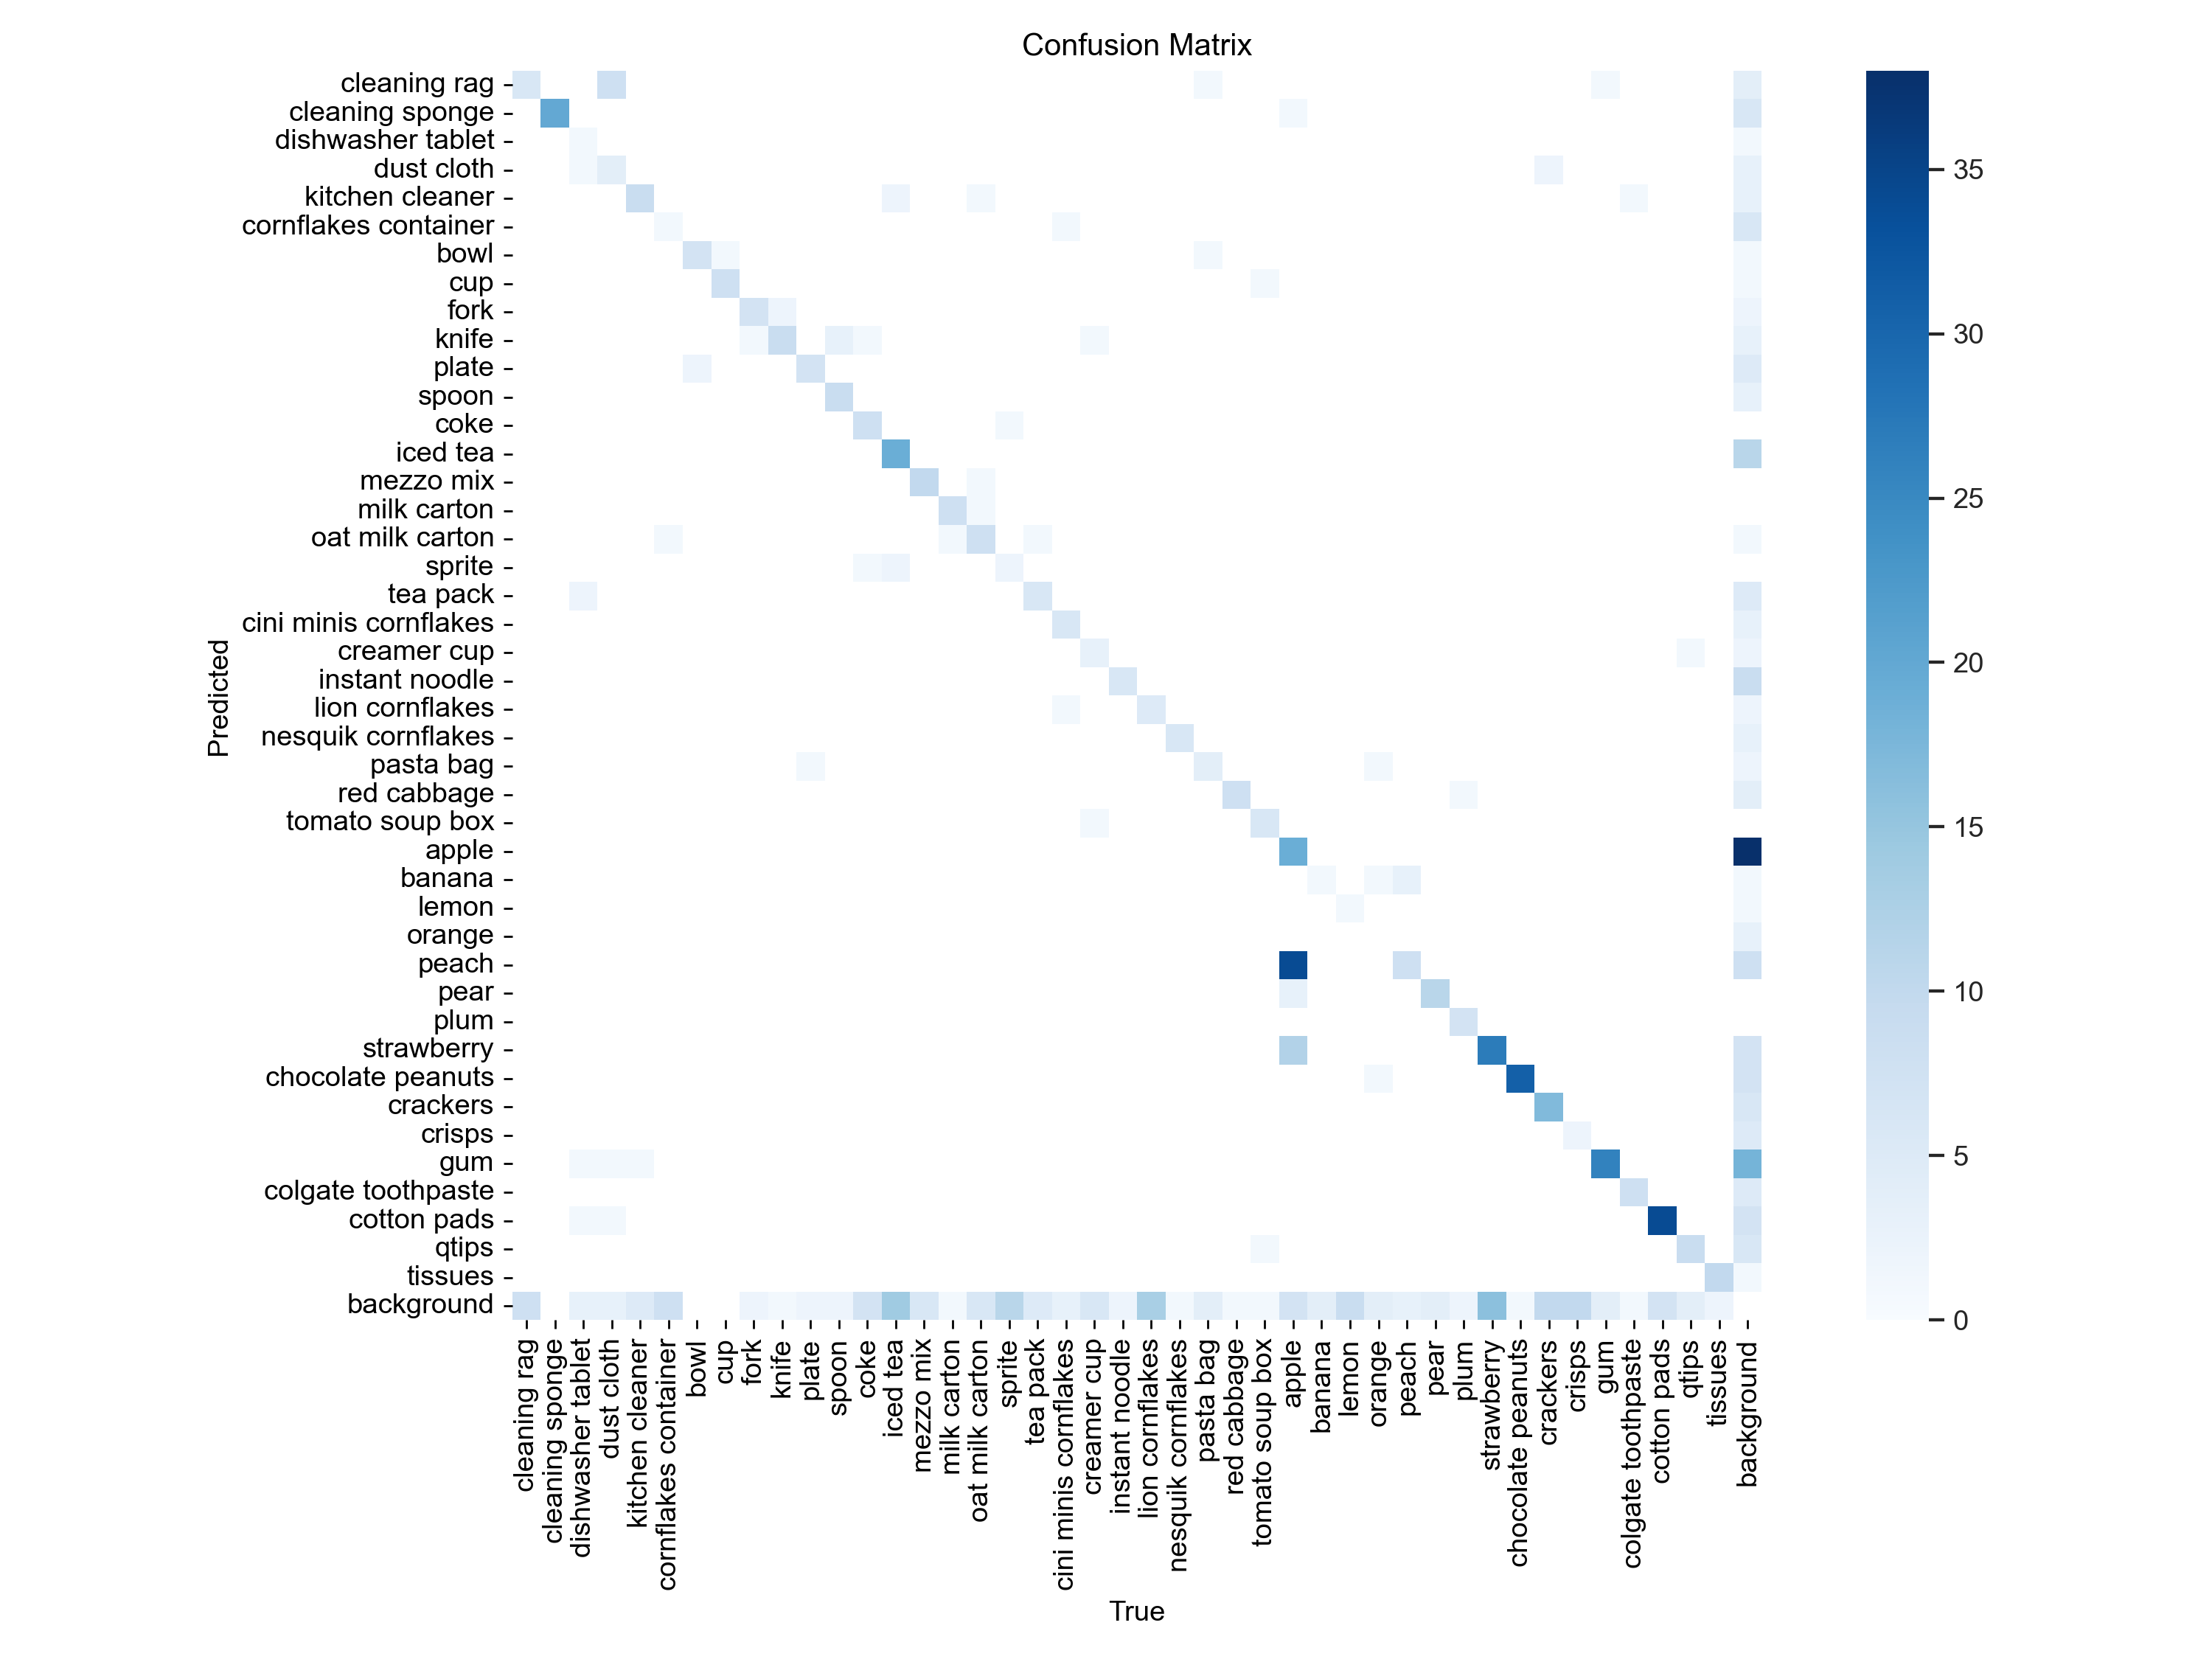 Confusion Matrix
Predicted
cleaning rag
cleaning sponge
dishwasher tablet
dust cloth
kitchen cleaner
cornflakes container
bowl
cup
fork
knife
plate
spoon
coke
iced tea
mezzo mix
milk carton
oat milk carton
sprite
tea pack
cini minis cornflakes
creamer cup
instant noodle
lion cornflakes
nesquik cornflakes
pasta bag
red cabbage
tomato soup box
apple
banana
lemon
orange
peach
pear
plum
strawberry
chocolate peanuts
crackers
crisps
gum
colgate toothpaste
cotton pads
qtips
tissues
background
cleaning rag
cleaning sponge
dishwasher tablet
dust cloth
kitchen cleaner
cornflakes container
bowl
cup
fork
knife
plate
spoon
coke
iced tea
mezzo mix
milk carton
oat milk carton
sprite
tea pack
cini minis cornflakes
creamer cup
instant noodle
lion cornflakes
nesquik cornflakes
pasta bag
red cabbage
tomato soup box
apple
banana
lemon
orange
peach
pear
plum
strawberry
chocolate peanuts
crackers
crisps
gum
colgate toothpaste
cotton pads
qtips
tissues
background
True
35
30
25
20
15
10
5
0